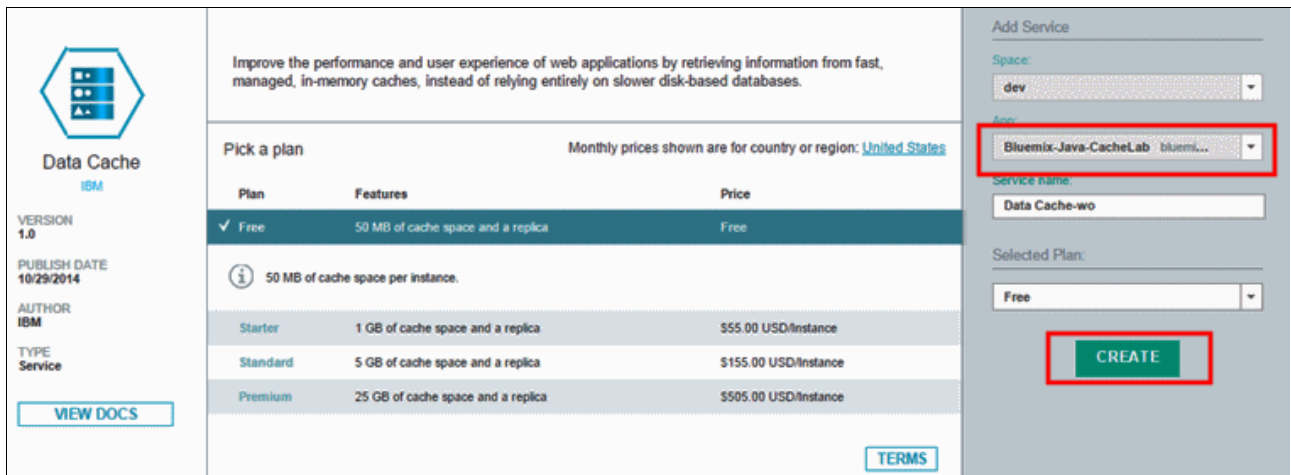 Data Cache
IBM
VERSION
1.0
PUBLISH DATE
10/29/2014
AUTHOR
IBM
TYPE
Service
VIEW DOCS
Improve the performance and user experience of web applications by retrieving information from fast,
managed, in-memory caches, instead of relying entirely on slower disk-based databases.
Pick a plan
Monthly prices shown are for country or region: United States
Plan Features Price
✓ Free 50 MB of cache space and a replica Free
i 50 MB of cache space per instance.
Starter 1 GB of cache space and a replica $55.00 USD/Instance
Standard 5 GB of cache space and a replica $155.00 USD/Instance
Premium 25 GB of cache space and a replica $505.00 USD/Instance
TERMS
Add Service
Space:
dev
App:
Bluemix-Java-CacheLab bluemi...
Service name:
Data Cache-wo
Selected Plan:
Free
CREATE